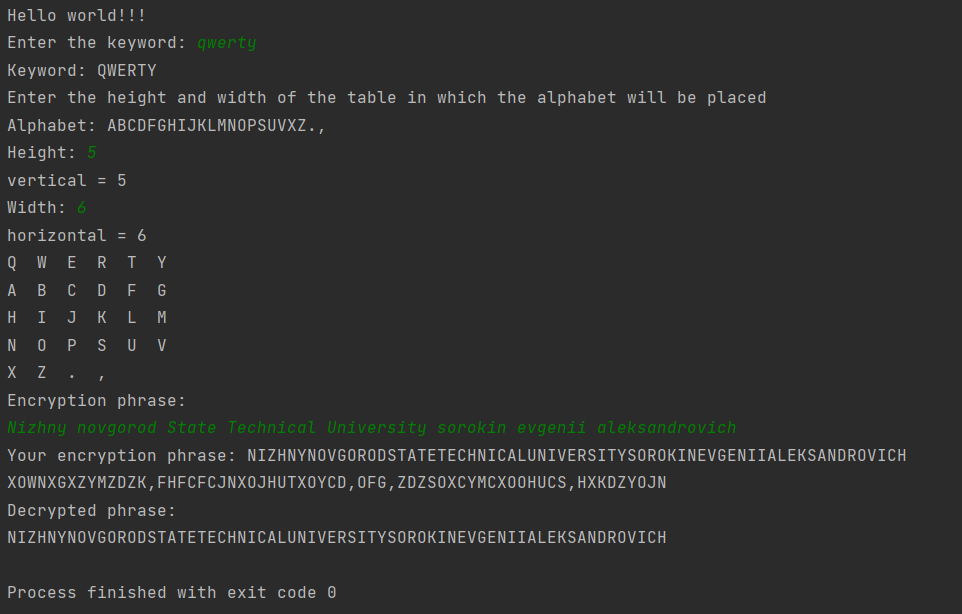 Hello world!!!
Enter the keyword: qwerty
Keyword: QWERTY
Enter the height and width of the table in which the alphabet will be placed
Alphabet: ABCDFGHIJKLMNOPSUVXZ.,
Height: 5
vertical = 5
Width: 6
horizontal = 6
Q W E R T Y
A B C D F G
H I J K L M
N O P S U V
X Z . ,
Encryption phrase:
Nizhny novgorod State Technical University sorokin evgenii aleksandrovich
Your encryption phrase: NIZHNYNOVGORODSTATETECHNICALUNIVERSITYSOROKINEVGENIIALEKSANDROVICH
XOWNXGXZYMZDZK,FHFCFCJNXOJHUTXOYCD,OFG,ZDZSOXCYMCXOOHUCS,HXKDZYOJN
Decrypted phrase:
NIZHNYNOVGORODSTATETECHNICALUNIVERSITYSOROKINEVGENIIALEKSANDROVICH
Process finished with exit code 0